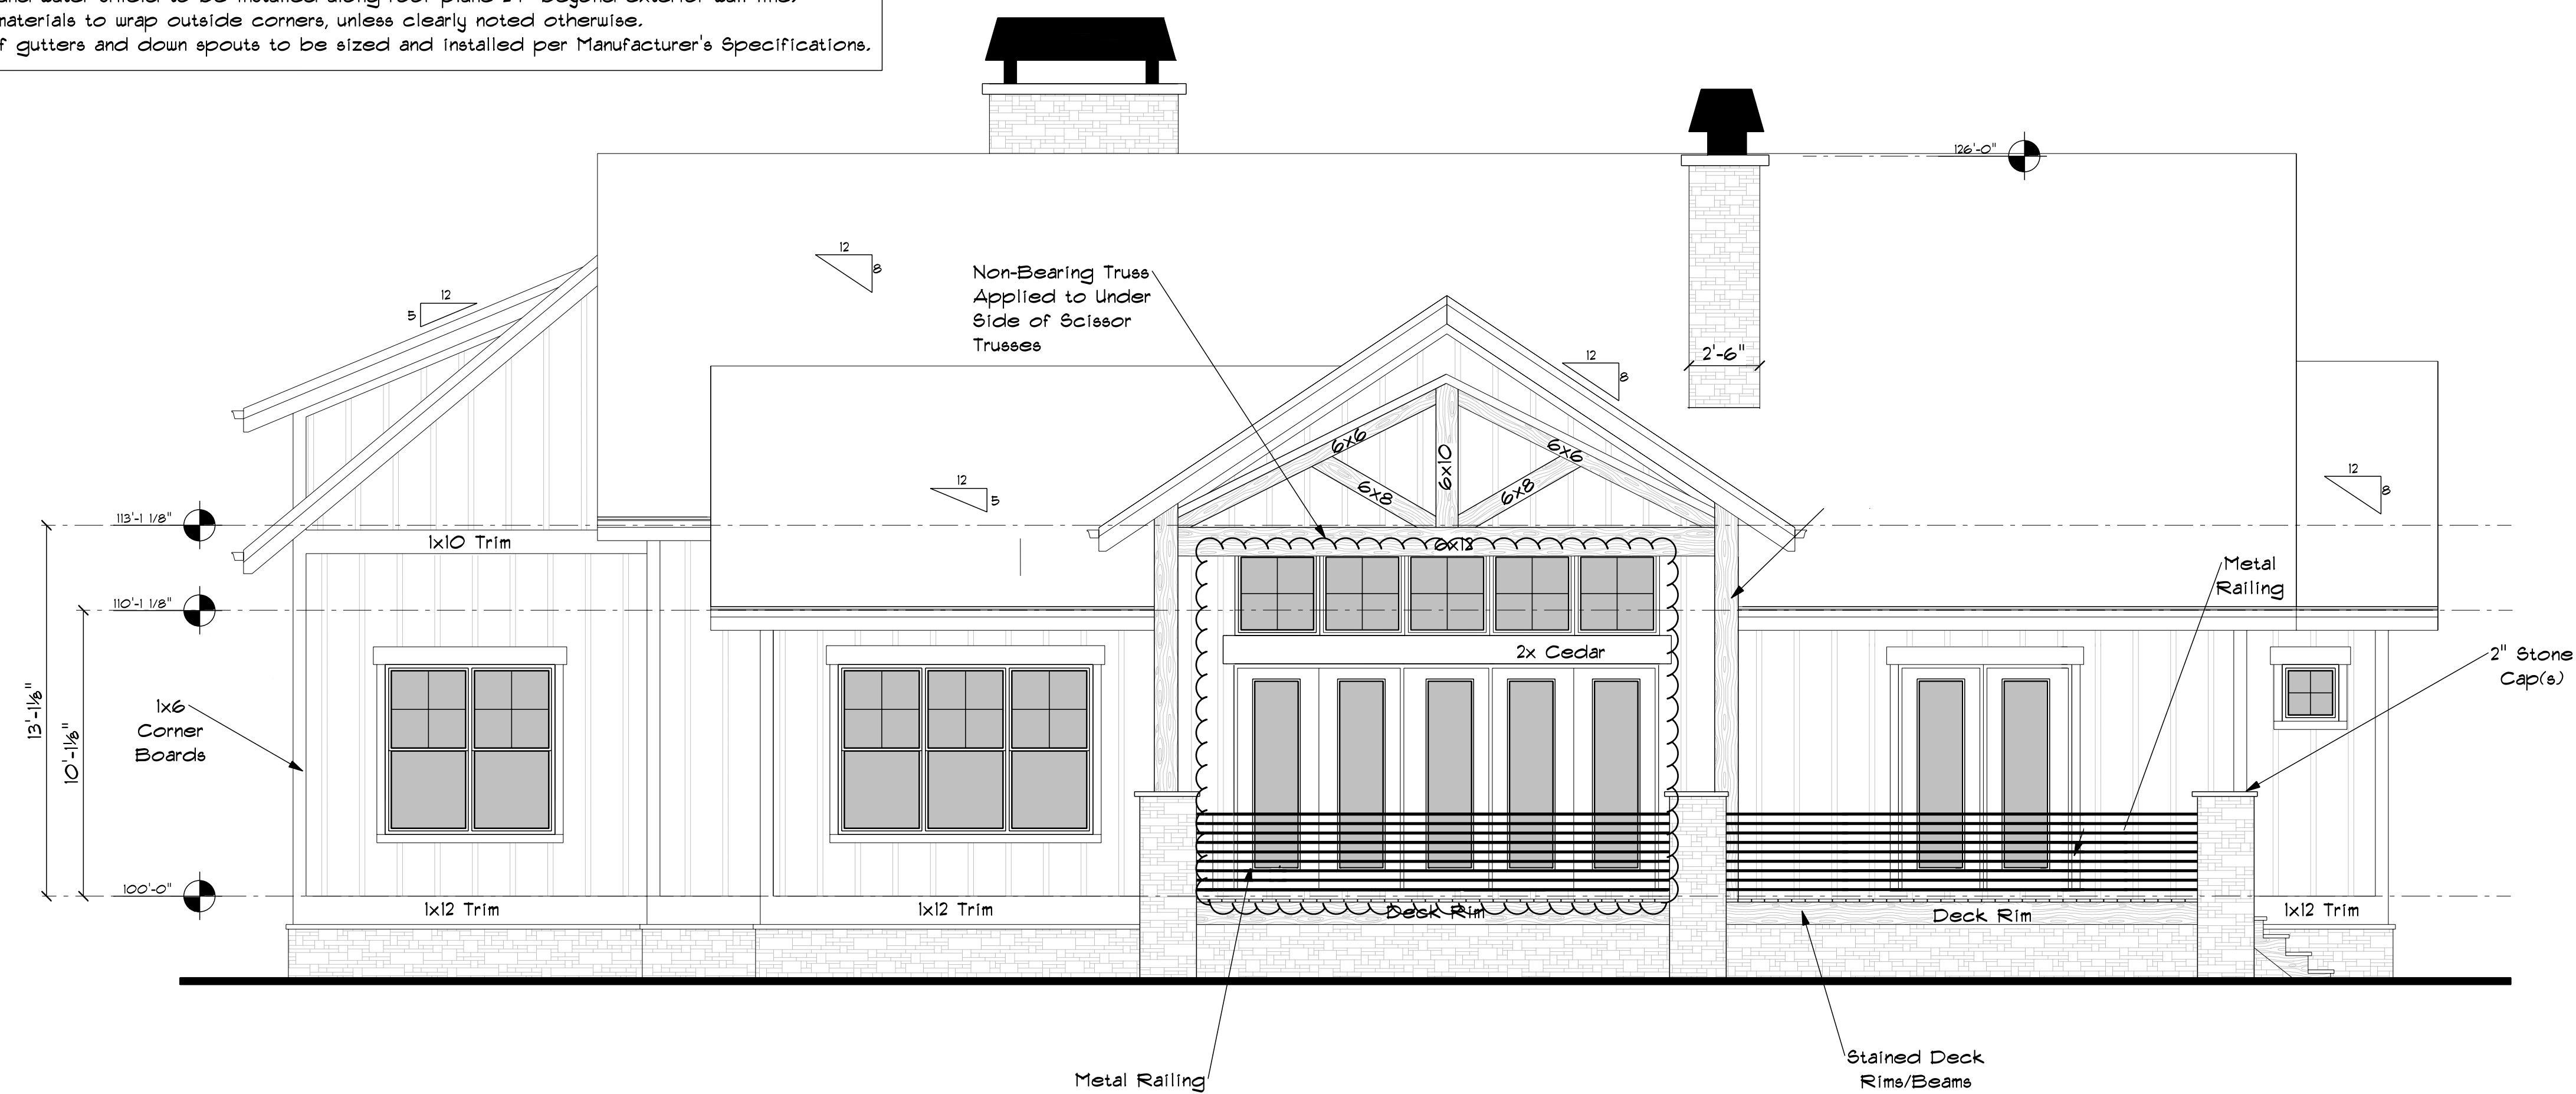 materials to wrap outside corners, unless clearly noted otherwise.
f gutters and down spouts to be sized and installed per Manufacturer's Specifications.
126'-0"
12
8
12
5
Non-Bearing Truss
Applied to Under
Side of Scissor
Trusses
2'-6"
12
8
6x6
6x10
6x6
6x8
6x8
12
5
12
8
113'-1 1/8"
1x10 Trim
6x12
Metal
Railing
110'-1 1/8"
2x Cedar
2" Stone
Cap(s)
13'-1⅛"
10'-1⅛"
1x6
Corner
Boards
100'-0"
1x12 Trim
1x12 Trim
Deck Rim
Deck Rim
1x12 Trim
Stained Deck
Rims/Beams
Metal Railing